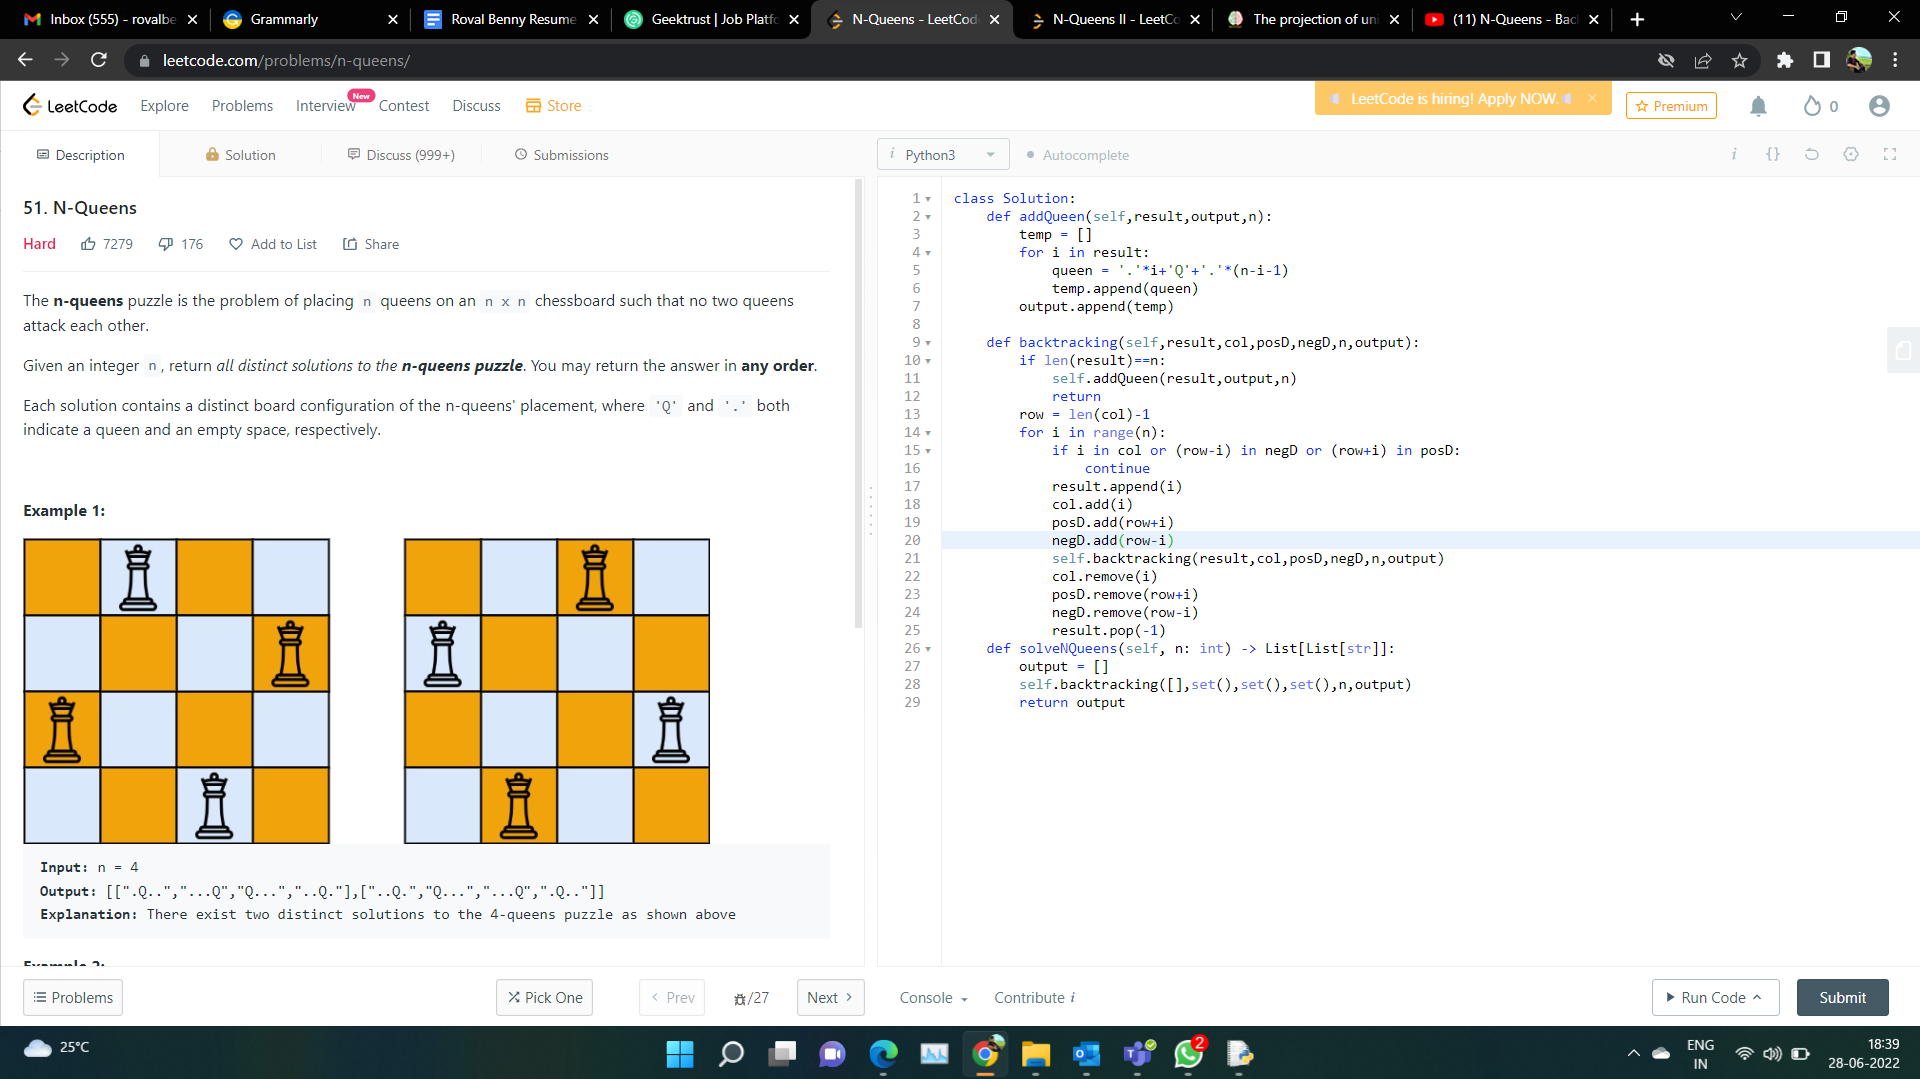 Inbox (555) - rovalbe
Grammarly
Roval Benny Resume
Geektrust | Job Platfo
N-Queens - LeetCod
N-Queens II - LeetCo
The projection of uni
(11) N-Queens - Bac
leetcode.com/problems/n-queens/
LeetCode
Explore
Problems
Interview
New
Contest
Discuss
Store
LeetCode is hiring! Apply NOW.
Premium
0
Description
Solution
Discuss (999+)
Submissions
i Python3
Autocomplete
i
{}
51. N-Queens
Hard
7279
176
Add to List
Share
The n-queens puzzle is the problem of placing n queens on an n x n chessboard such that no two queens
attack each other.
Given an integer n, return all distinct solutions to the n-queens puzzle. You may return the answer in any order.
Each solution contains a distinct board configuration of the n-queens' placement, where 'Q' and '.' both
indicate a queen and an empty space, respectively.
Example 1:
Input: n = 4
Output: [[".Q..","...Q","Q...","..Q."],["..Q.","Q...","...Q",".Q.."]]
Explanation: There exist two distinct solutions to the 4-queens puzzle as shown above
Example 2:
1 class Solution:
2 def addQueen(self,result,output,n):
3 temp = []
4 for i in result:
5 queen = '.'*i+'Q'+'.'*(n-i-1)
6 temp.append(queen)
7 output.append(temp)
8
9 def backtracking(self,result,col,posD,negD,n,output):
10 if len(result)==n:
11 self.addQueen(result,output,n)
12 return
13 row = len(col)-1
14 for i in range(n):
15 if i in col or (row-i) in negD or (row+i) in posD:
16 continue
17 result.append(i)
18 col.add(i)
19 posD.add(row+i)
20 negD.add(row-i)
21 self.backtracking(result,col,posD,negD,n,output)
22 col.remove(i)
23 posD.remove(row+i)
24 negD.remove(row-i)
25 result.pop(-1)
26 def solveNQueens(self, n: int) -> List[List[str]]:
27 output = []
28 self.backtracking([],set(),set(),set(),n,output)
29 return output
Problems
Pick One
Prev
/27
Next
Console
Contribute i
Run Code
Submit
25°C
2
ENG
IN
18:39
28-06-2022